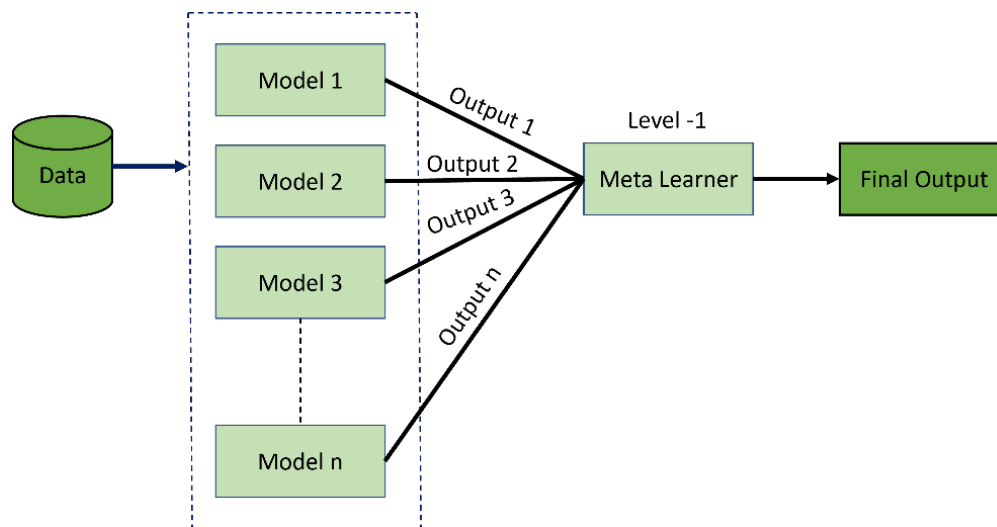 Data
Model 1
Model 2
Model 3
Model n
Output 1
Output 2
Output 3
Output n
Level -1
Meta Learner
Final Output